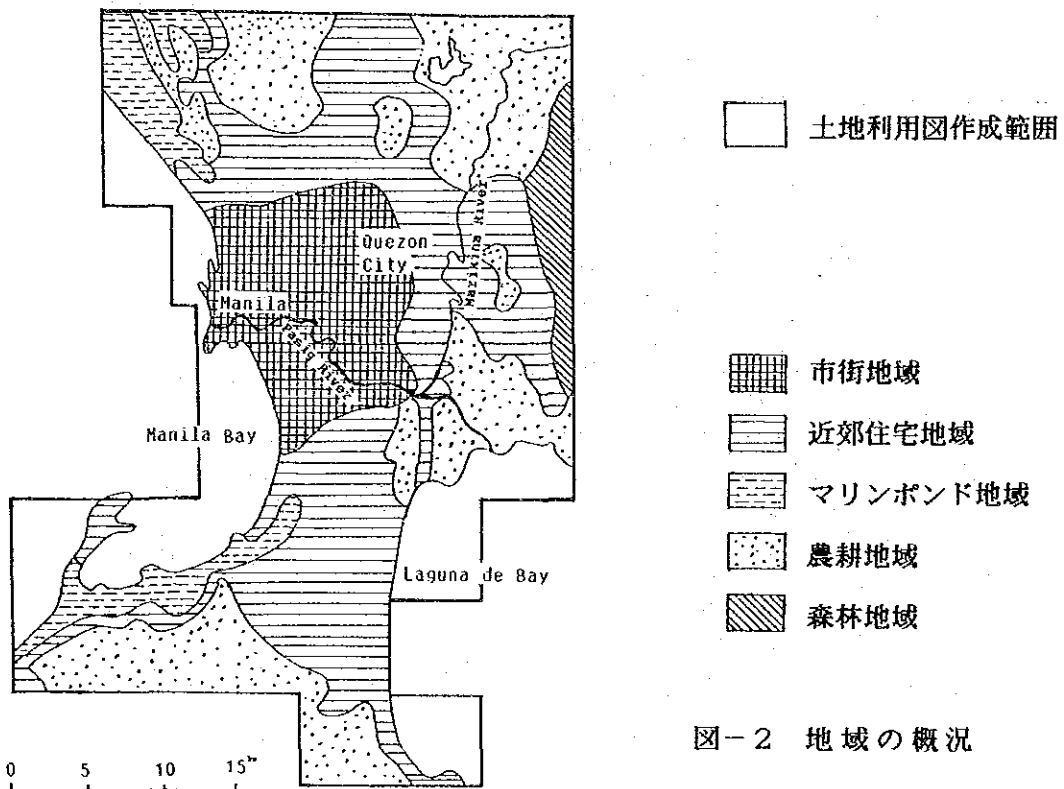 土地利用図作成範囲
Quezon
City
Marikina River
Manila
Pasig River
市街地域
近郊住宅地域
Manila Bay
マリンポンド地域
農耕地域
Laguna de Bay
森林地域
図-2 地域の概況
0 5 10 15km